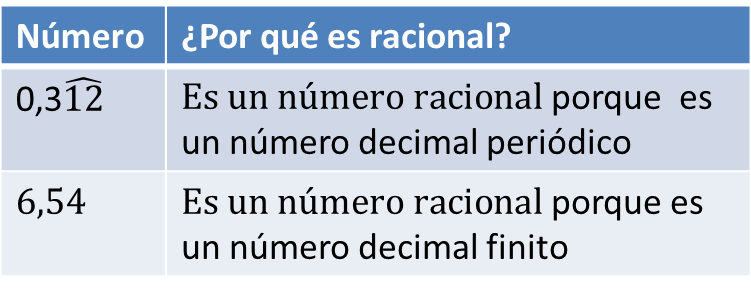 Número ¿Por qué es racional?
0,3$\widehat{12}$ Es un número racional porque es
un número decimal periódico
6,54 Es un número racional porque es
un número decimal finito